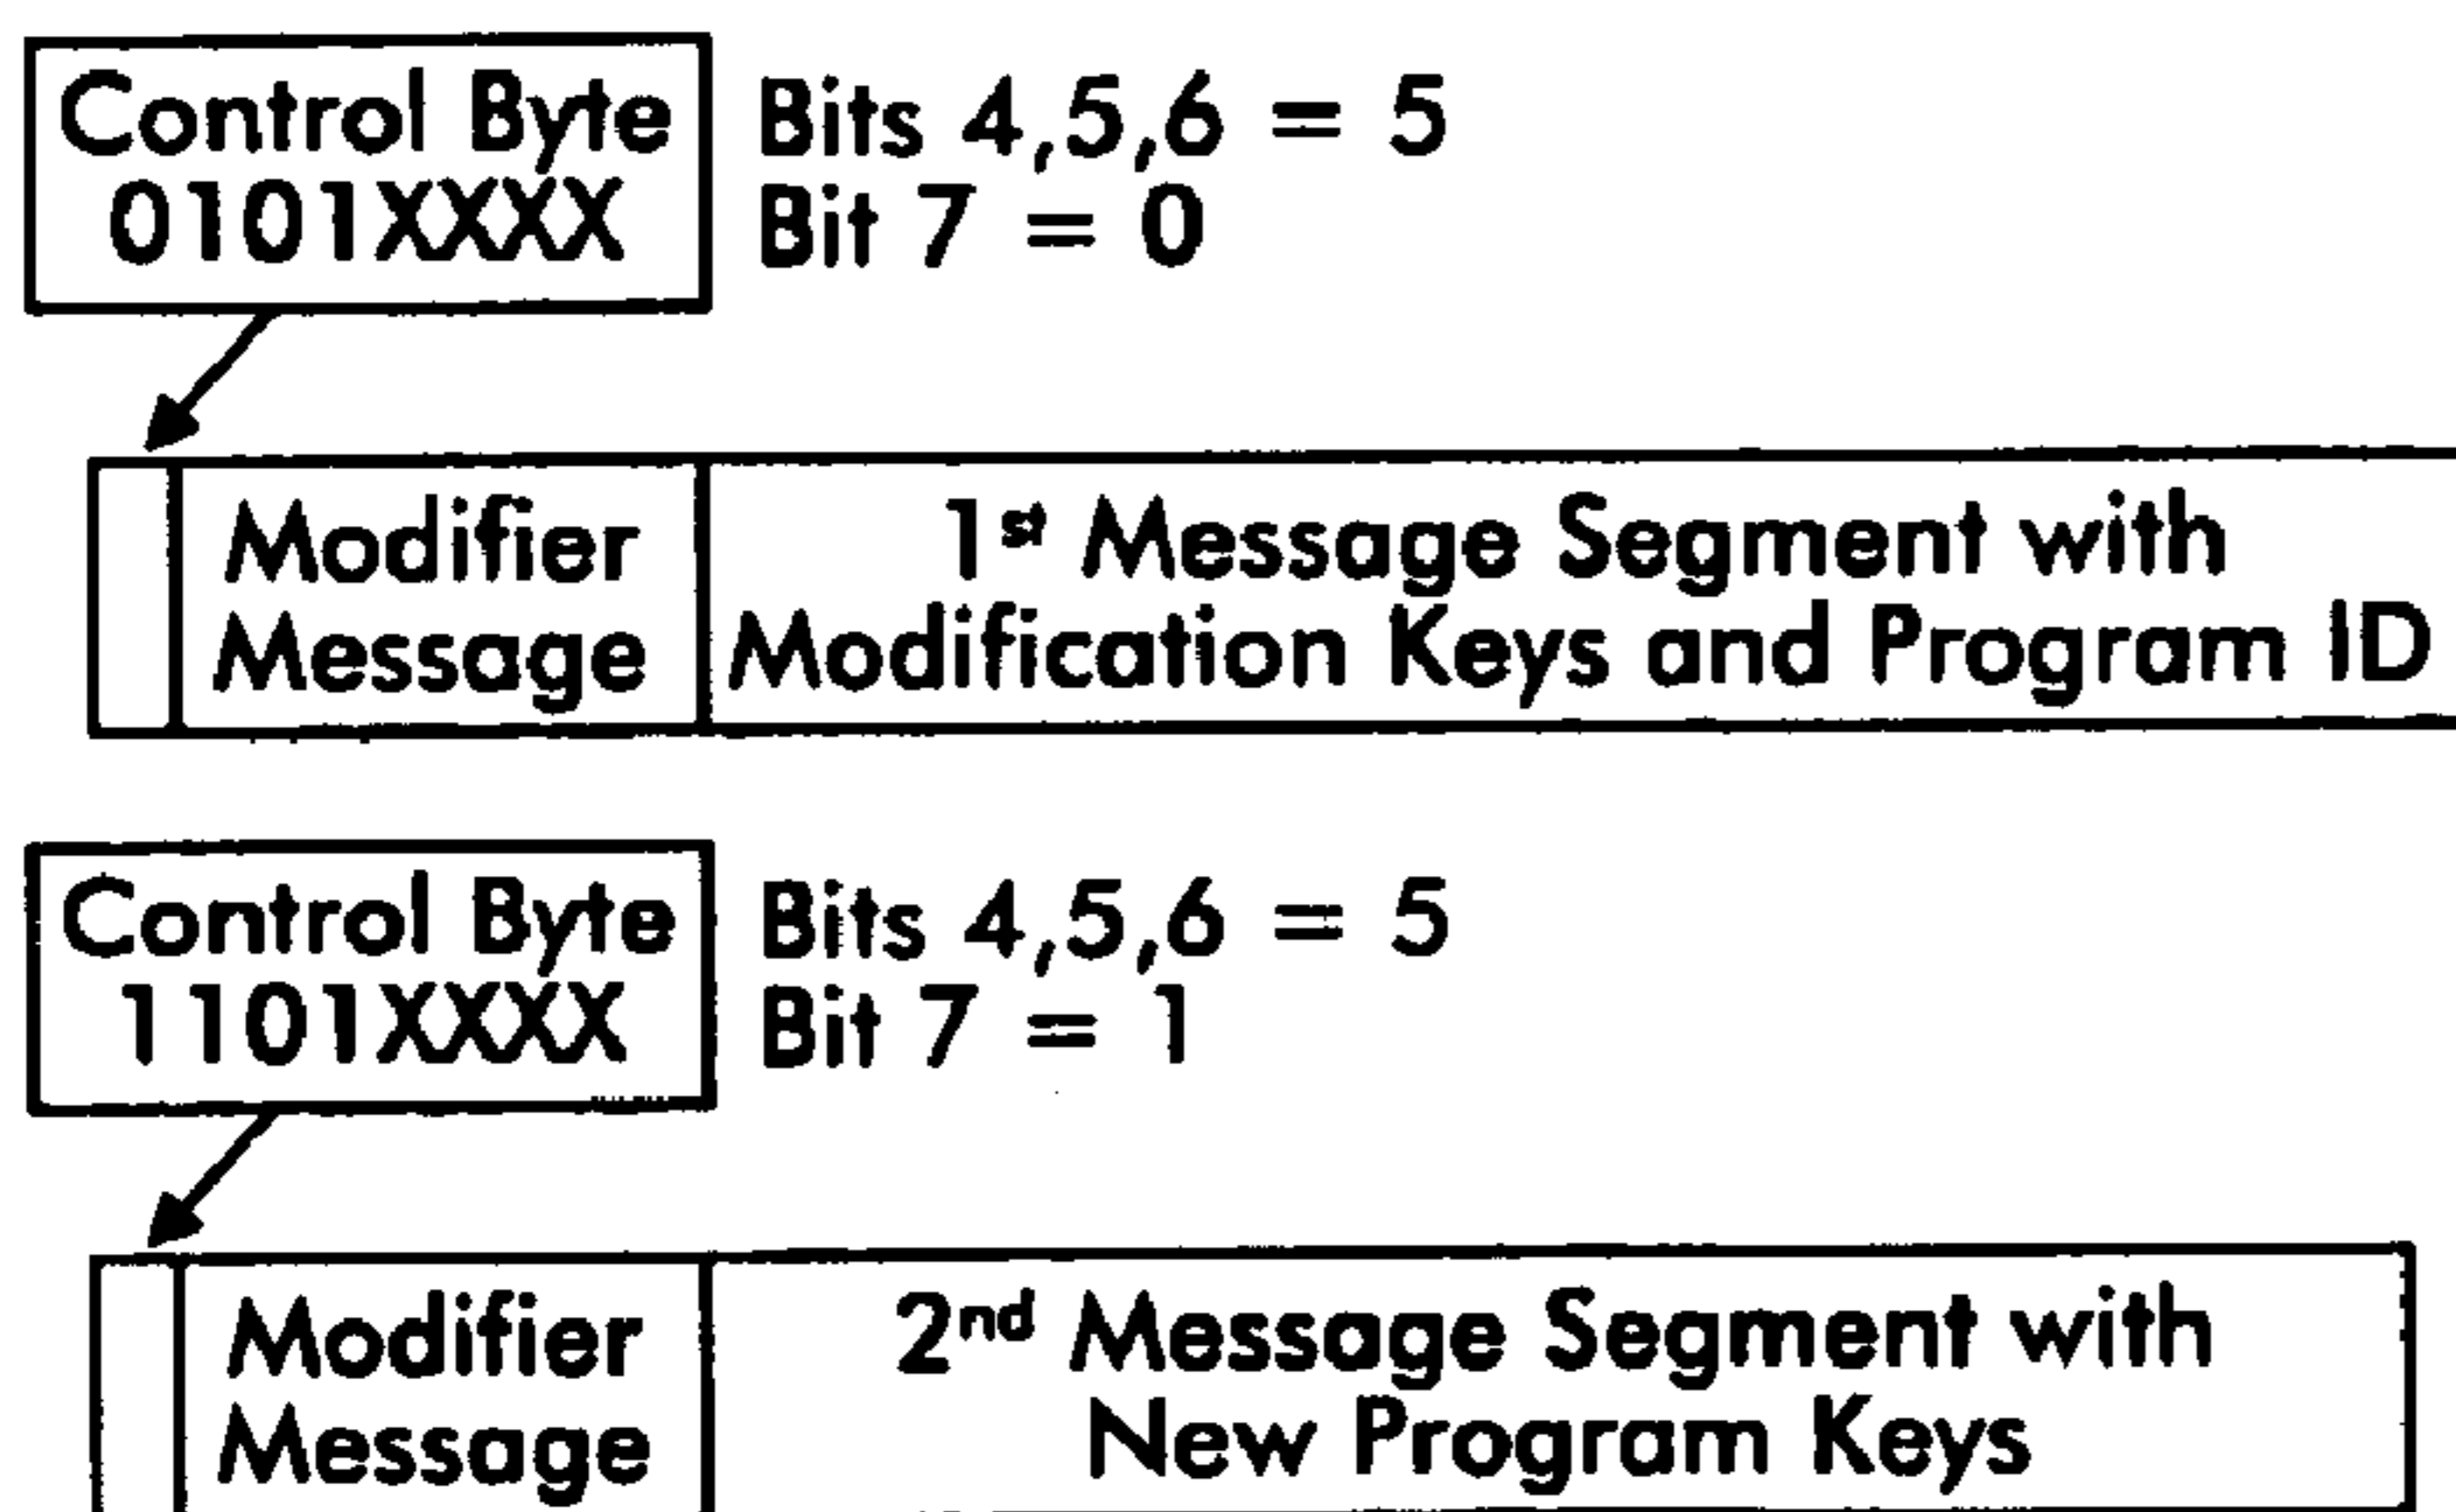 Control Byte
0101XXXX
Bits 4,5,6 = 5
Bit 7 = 0
Modifier
Message
1st Message Segment with
Modification Keys and Program ID
Control Byte
1101XXXX
Bits 4,5,6 = 5
Bit 7 = 1
Modifier
Message
2nd Message Segment with
New Program Keys